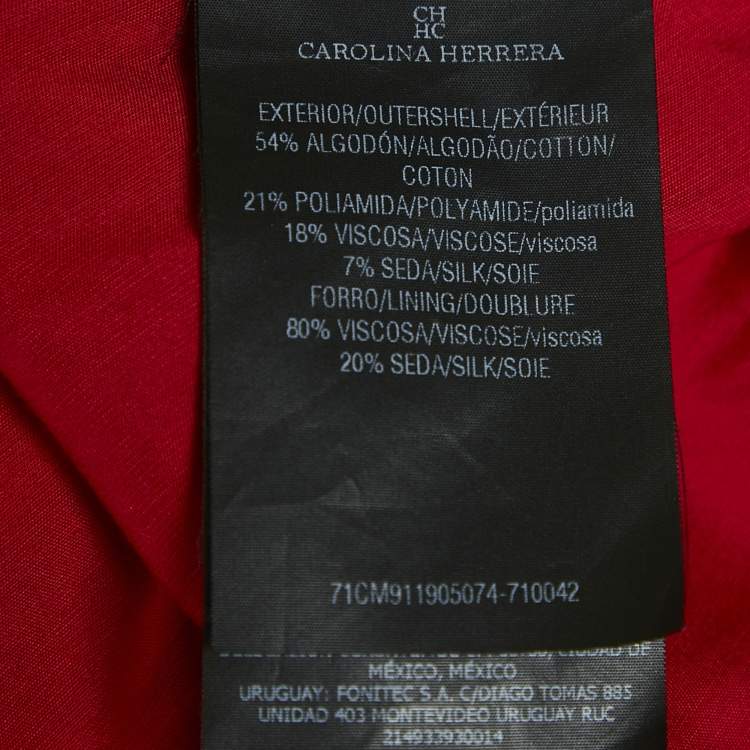 CH
HC
CAROLINA HERRERA
EXTERIOR/OUTERSHELL/EXTÉRIEUR
54% ALGODÓN/ALGODÃO/COTTON/
COTON
21% POLIAMIDA/POLYAMIDE/poliamida
18% VISCOSA/VISCOSE/viscosa
7% SEDA/SILK/SOIE
FORRO/LINING/DOUBLURE
80% VISCOSA/VISCOSE/viscosa
20% SEDA/SILK/SOIE
71CM911905074-710042
CIUDAD DE
MÉXICO, MÉXICO
URUGUAY: FONITEC S A. C/DIAGO TOMAS 885
UNIDAD 403 MONTEVIDEO URUGUAY RUC
214933930014